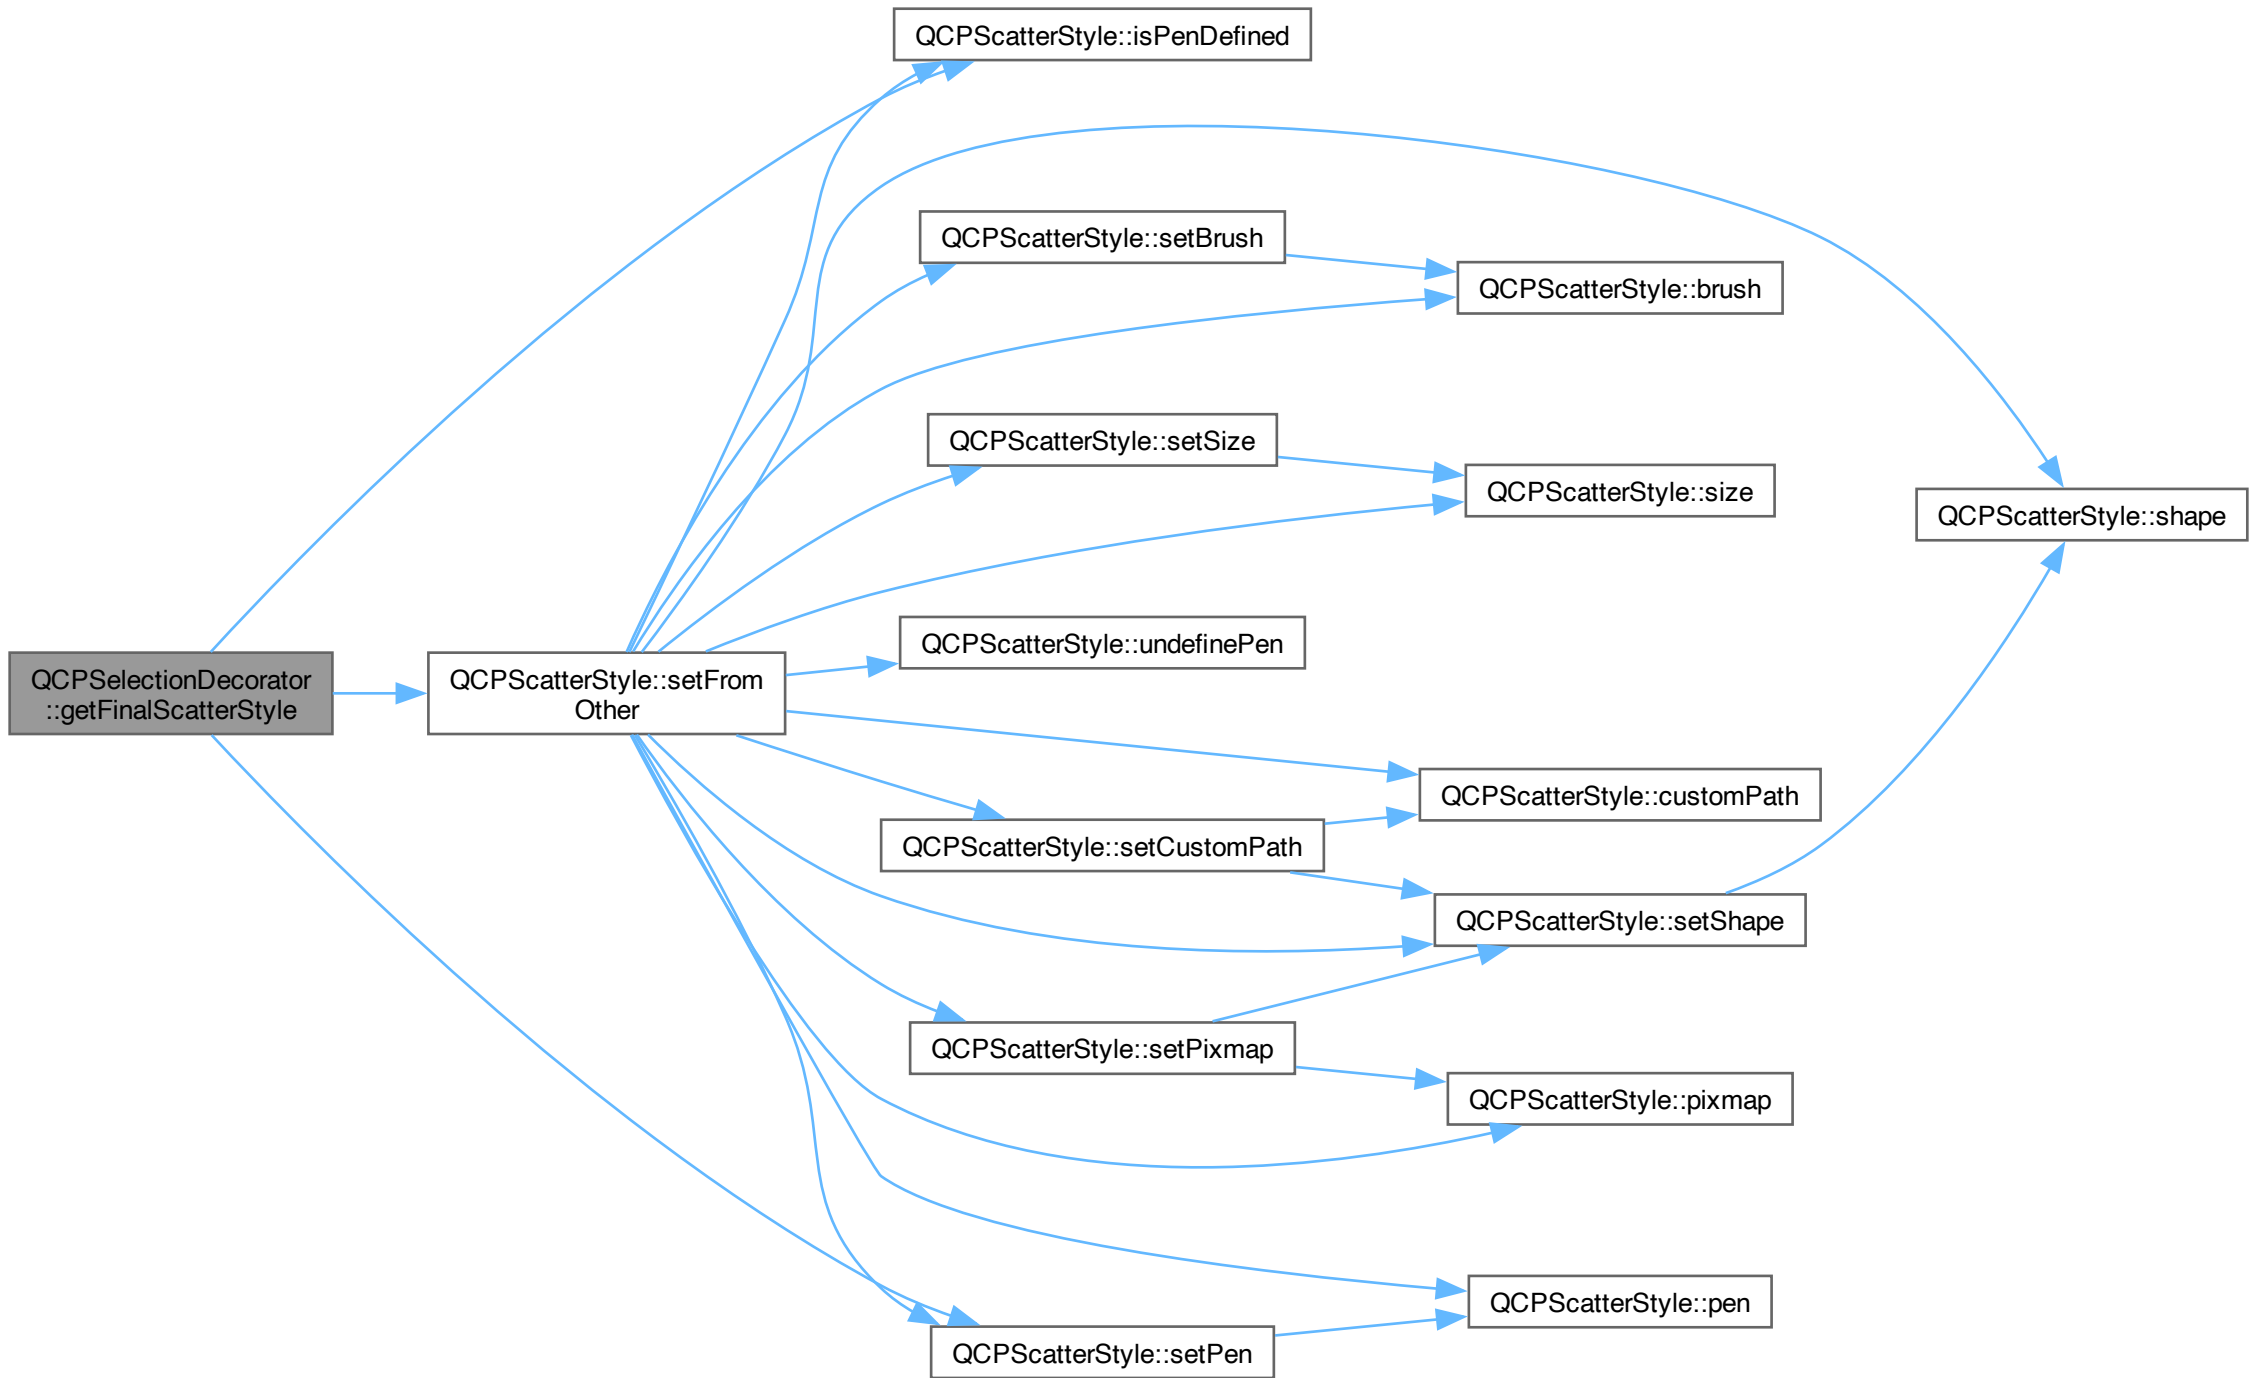 QCPScatterStyle::isPenDefined
QCPScatterStyle::setBrush
QCPScatterStyle::brush
QCPScatterStyle::setSize
QCPScatterStyle::size
QCPScatterStyle::shape
QCPScatterStyle::undefinePen
QCPSelectionDecorator
::getFinalScatterStyle
QCPScatterStyle::setFrom
Other
QCPScatterStyle::customPath
QCPScatterStyle::setCustomPath
QCPScatterStyle::setShape
QCPScatterStyle::setPixmap
QCPScatterStyle::pixmap
QCPScatterStyle::pen
QCPScatterStyle::setPen